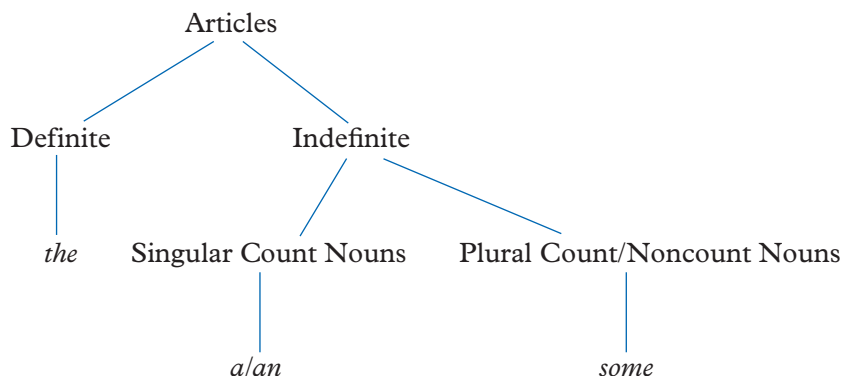 Articles
Definite Indefinite
the Singular Count Nouns Plural Count/Noncount Nouns
a/an some